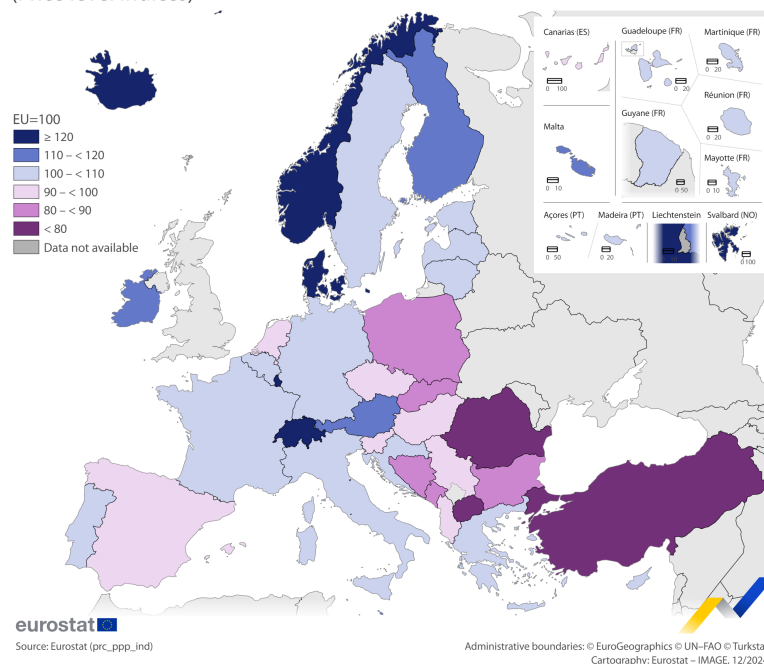 EU=100
≥ 120
110 – < 120
100 – < 110
90 – < 100
80 – < 90
< 80
Data not available
Canarias (ES)
0 100
Guadeloupe (FR)
0 20
Martinique (FR)
0 20
Réunion (FR)
0 20
Malta
0 10
Guyane (FR)
0 50
Mayotte (FR)
0 10
Açores (PT)
0 50
Madeira (PT)
0 20
Liechtenstein
Svalbard (NO)
0 100
eurostat
Source: Eurostat (prc_ppp_ind)
Administrative boundaries: © EuroGeographics © UN–FAO © Turksta
Cartography: Eurostat – IMAGE, 12/202